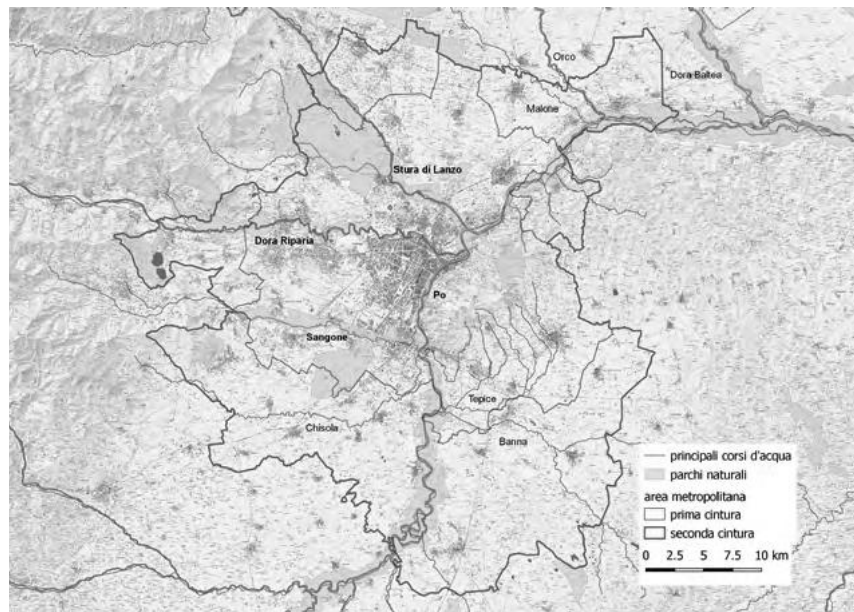 Orco
Dora Baltea
Malone
Stura di Lanzo
Dora Riparia
Po
Sangone
Tepice
Chisola
Banna
principali corsi d'acqua
parchi naturali
area metropolitana
prima cintura
seconda cintura
0 2.5 5 7.5 10 km